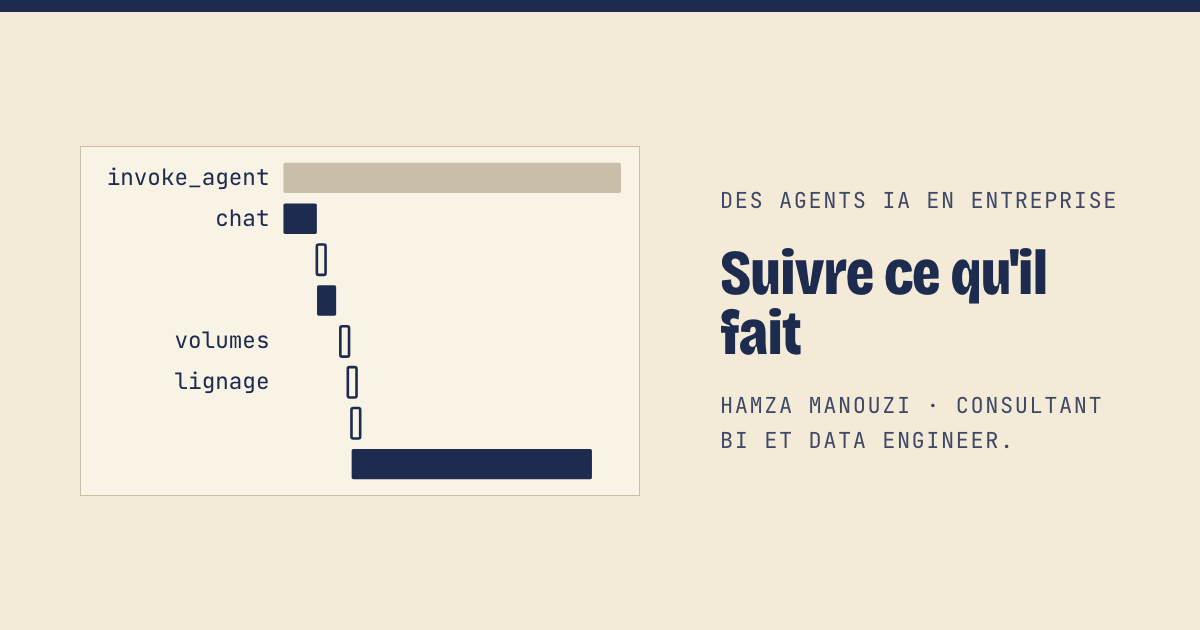 invoke_agent
chat
volumes
lignage
DES AGENTS IA EN ENTREPRISE
Suivre ce qu'il
fait
HAMZA MANOUZI · CONSULTANT
BI ET DATA ENGINEER.